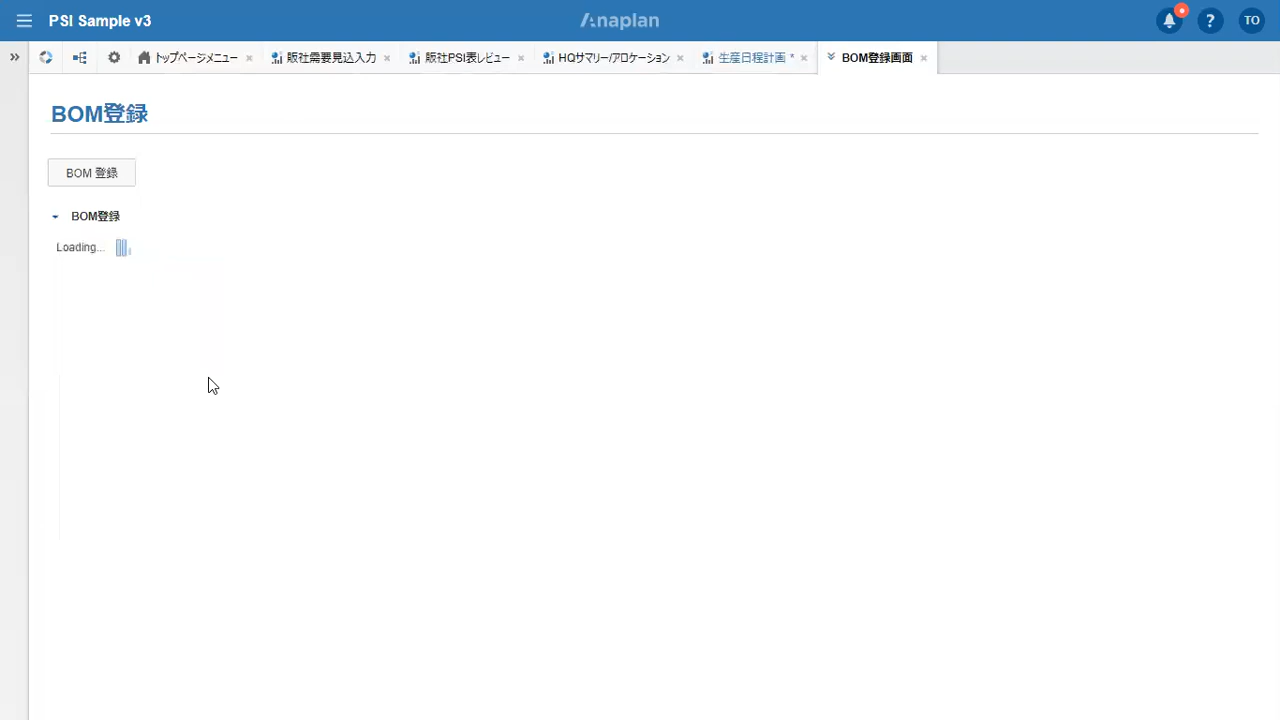 PSI Sample v3
Anaplan
?
TO
トップページメニュー
販社需要見込入力
販社PSI表レビュー
HQサマリー/アロケーション
生産日程計画 *
BOM登録画面
BOM登録
BOM 登録
BOM登録
Loading...